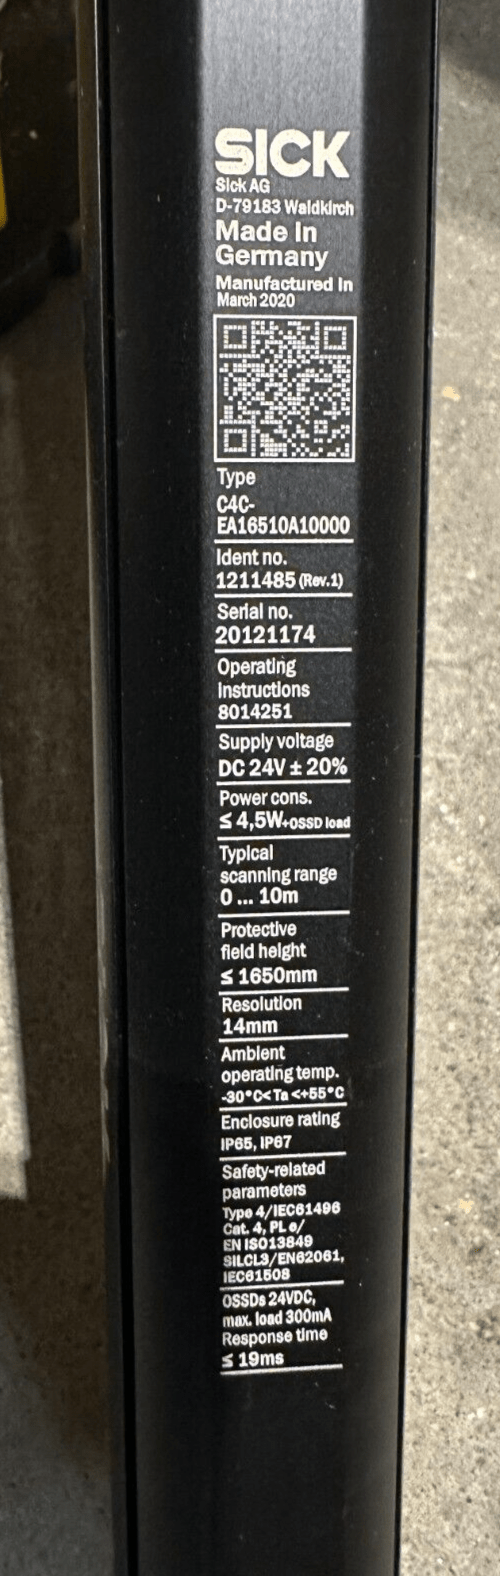 SICK
Sick AG
D-79183 Waldkirch
Made in
Germany
Manufactured in
March 2020
Type
C4C-
EA16510A10000
Ident no.
1211485 (Rev.1)
Serial no.
20121174
Operating
instructions
8014251
Supply voltage
DC 24V ± 20%
Power cons.
≤ 4,5W+OSSD load
Typical
scanning range
0 ... 10m
Protective
field height
≤ 1650mm
Resolution
14mm
Ambient
operating temp.
-30°C< Ta <+55°C
Enclosure rating
IP65, IP67
Safety-related
parameters
Type 4/IEC61496
Cat. 4, PL e/
EN ISO13849
SILCL3/EN62061,
IEC61508
OSSDs 24VDC,
max. load 300mA
Response time
≤ 19ms